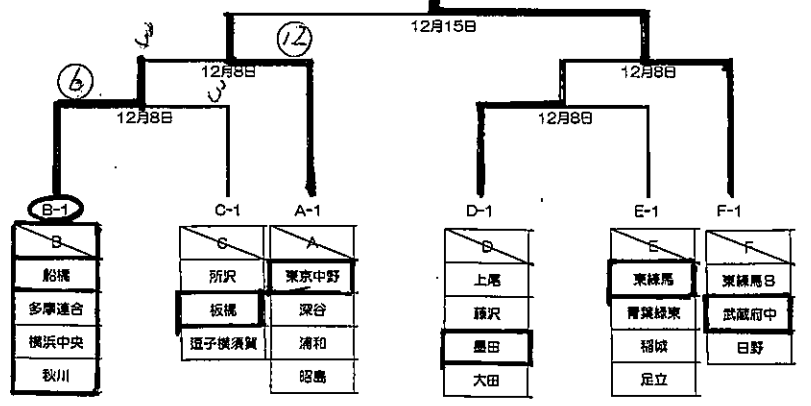 12月15日
3
12
12月8日
12月8日
6
3
12月8日
12月8日
B-1 C-1 A-1 D-1 E-1 F-1
B C A D E F
船橋 所沢 東京中野 上尾 東練馬 東練馬B
多摩連合 板橋 深谷 藤沢 青葉緑東 武蔵府中
横浜中央 逗子横須賀 浦和 墨田 稲城 日野
秋川 昭島 大田 足立